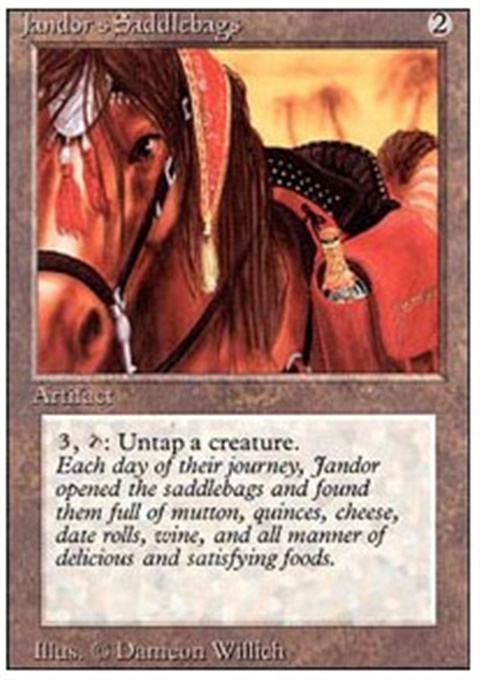 Jandor's Saddlebags 2
Artifact
3, T: Untap a creature.
Each day of their journey, Jandor
opened the saddlebags and found
them full of mutton, quinces, cheese,
date rolls, wine, and all manner of
delicious and satisfying foods.
Illus. © Dameon Willich